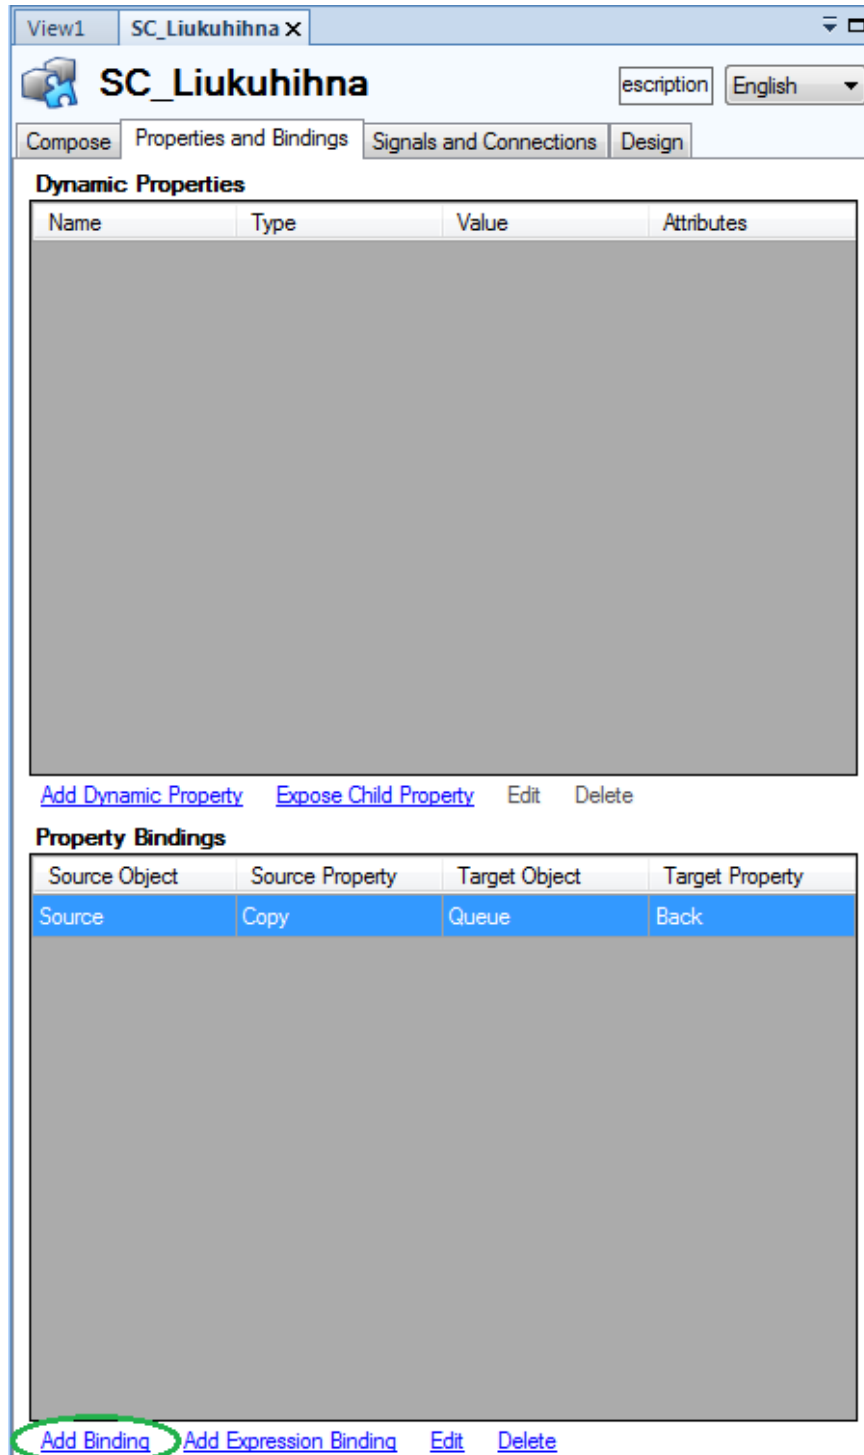 View1 SC_Liukuhihna X
SC_Liukuhihna escription English
Compose Properties and Bindings Signals and Connections Design
Dynamic Properties
Name Type Value Attributes
Add Dynamic Property Expose Child Property Edit Delete
Property Bindings
Source Object Source Property Target Object Target Property
Source Copy Queue Back
Add Binding Add Expression Binding Edit Delete